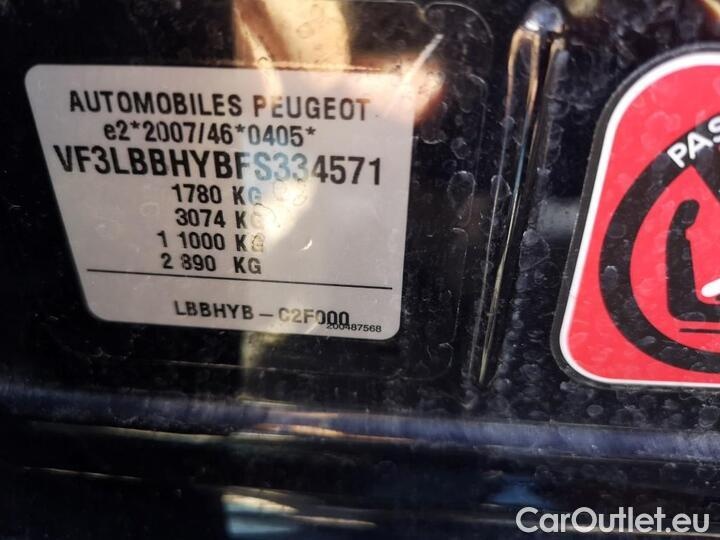 AUTOMOBILES PEUGEOT
e2*2007/46*0405*
VF3LBBHYBFS334571
1780 KG
3074 KG
1 1000 KG
2 890 KG
LBBHYB - C2F000
200487568
PAS
CarOutlet.eu